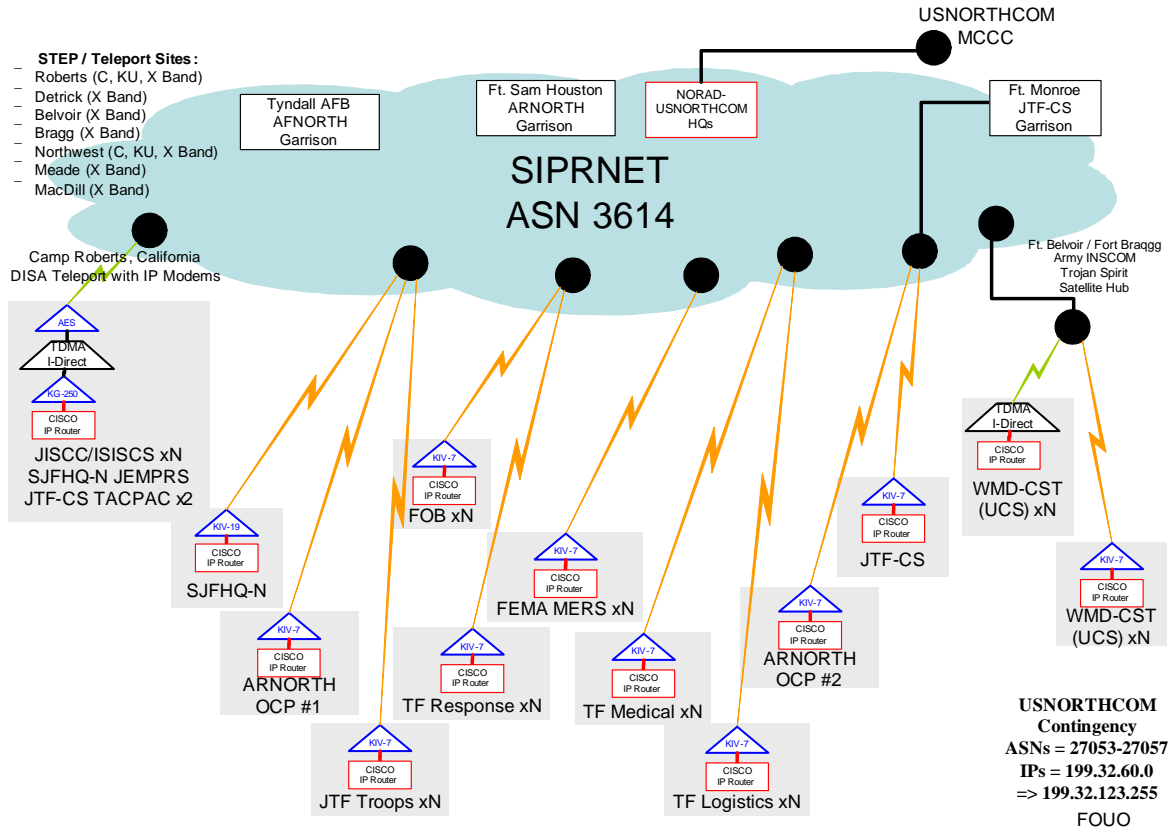 USNORTHCOM
MCCC
STEP / Teleport Sites:
_ Roberts (C, KU, X Band)
_ Detrick (X Band)
_ Belvoir (X Band)
_ Bragg (X Band)
_ Northwest (C, KU, X Band)
_ Meade (X Band)
_ MacDill (X Band)
Tyndall AFB
AFNORTH
Garrison
Ft. Sam Houston
ARNORTH
Garrison
NORAD-
USNORTHCOM
HQs
Ft. Monroe
JTF-CS
Garrison
SIPRNET
ASN 3614
Camp Roberts, California
DISA Teleport with IP Modems
Ft. Belvoir / Fort Braqgg
Army INSCOM
Trojan Spirit
Satellite Hub
AES
TDMA
I-Direct
KG-250
CISCO
IP Router
JISCC/ISISCS xN
SJFHQ-N JEMPRS
JTF-CS TACPAC x2
KIV-19
CISCO
IP Router
SJFHQ-N
KIV-7
CISCO
IP Router
ARNORTH
OCP #1
KIV-7
CISCO
IP Router
JTF Troops xN
KIV-7
CISCO
IP Router
FOB xN
KIV-7
CISCO
IP Router
TF Response xN
KIV-7
CISCO
IP Router
FEMA MERS xN
KIV-7
CISCO
IP Router
TF Medical xN
KIV-7
CISCO
IP Router
TF Logistics xN
KIV-7
CISCO
IP Router
ARNORTH
OCP #2
KIV-7
CISCO
IP Router
JTF-CS
TDMA
I-Direct
CISCO
IP Router
WMD-CST
(UCS) xN
KIV-7
CISCO
IP Router
WMD-CST
(UCS) xN
USNORTHCOM
Contingency
ASNs = 27053-27057
IPs = 199.32.60.0
=> 199.32.123.255
FOUO